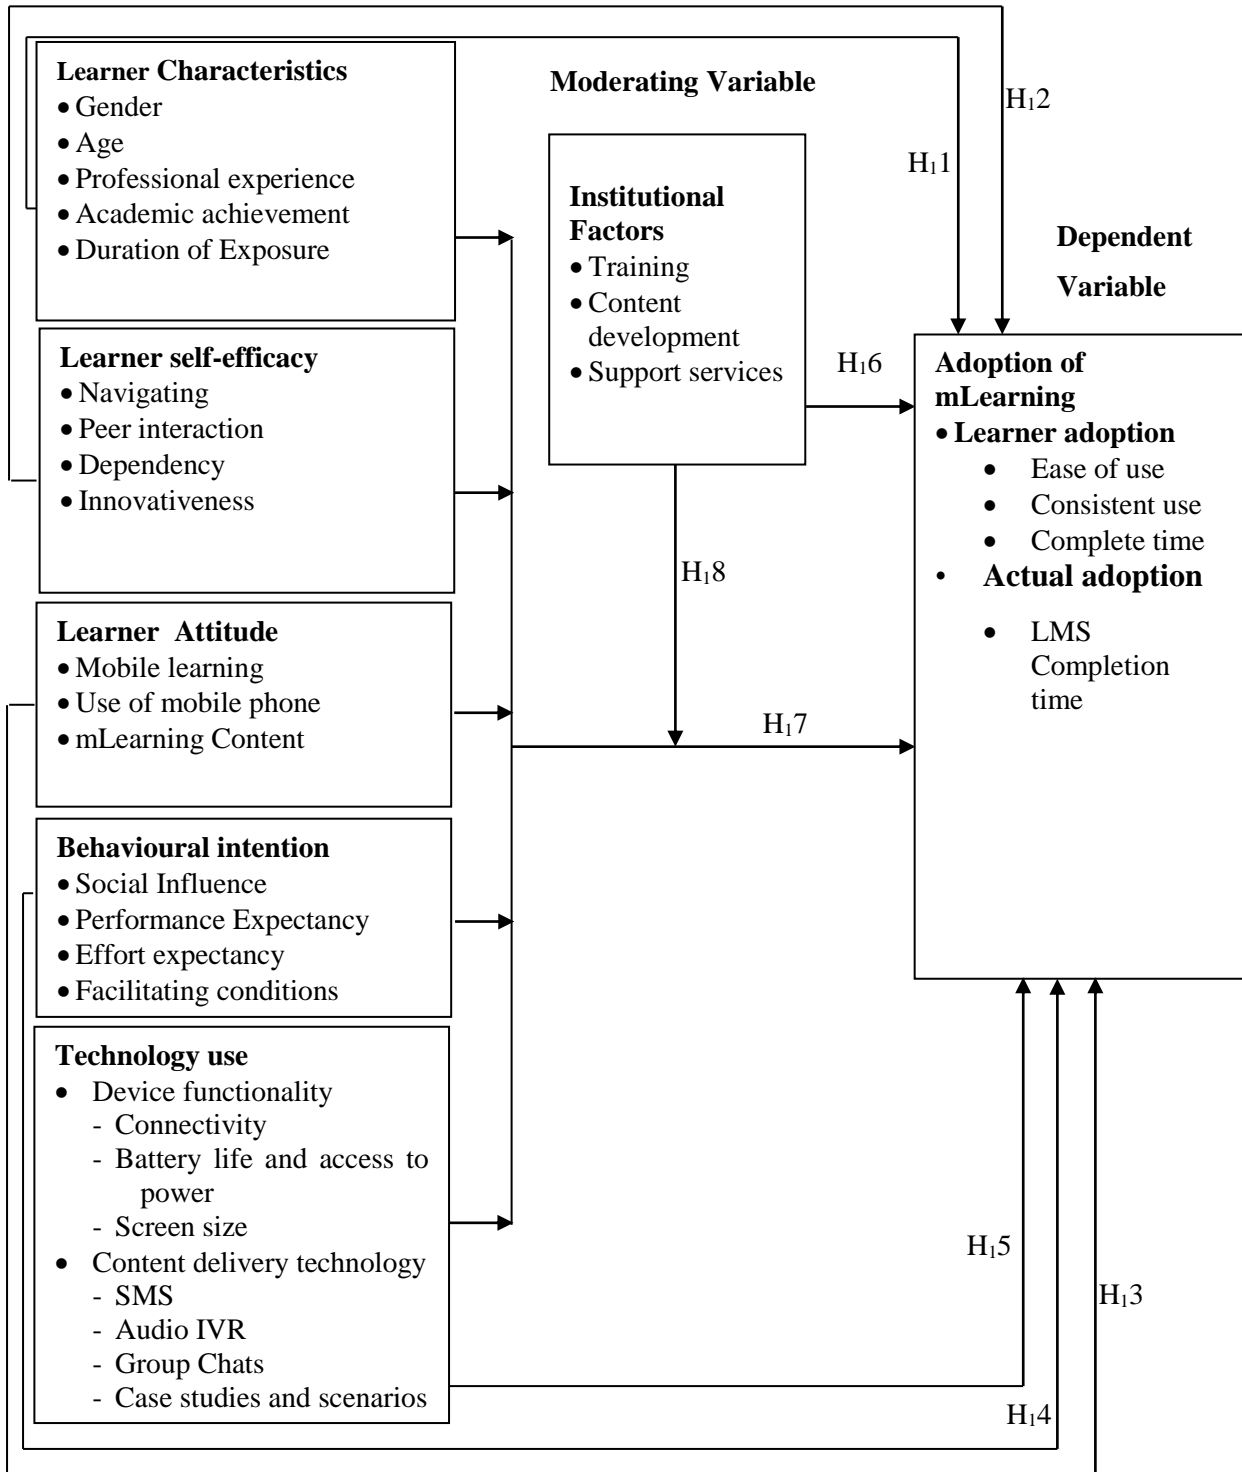 Learner Characteristics
• Gender
• Age
• Professional experience
• Academic achievement
• Duration of Exposure
Learner self-efficacy
• Navigating
• Peer interaction
• Dependency
• Innovativeness
Learner Attitude
• Mobile learning
• Use of mobile phone
• mLearning Content
Behavioural intention
• Social Influence
• Performance Expectancy
• Effort expectancy
• Facilitating conditions
Technology use
• Device functionality
- Connectivity
- Battery life and access to
power
- Screen size
• Content delivery technology
- SMS
- Audio IVR
- Group Chats
- Case studies and scenarios
Moderating Variable
Institutional
Factors
• Training
• Content
development
• Support services
H₁1
H₁2
H₁6
H₁8
H₁7
Dependent
Variable
Adoption of
mLearning
• Learner adoption
• Ease of use
• Consistent use
• Complete time
• Actual adoption
• LMS
Completion
time
H₁5
H₁3
H₁4